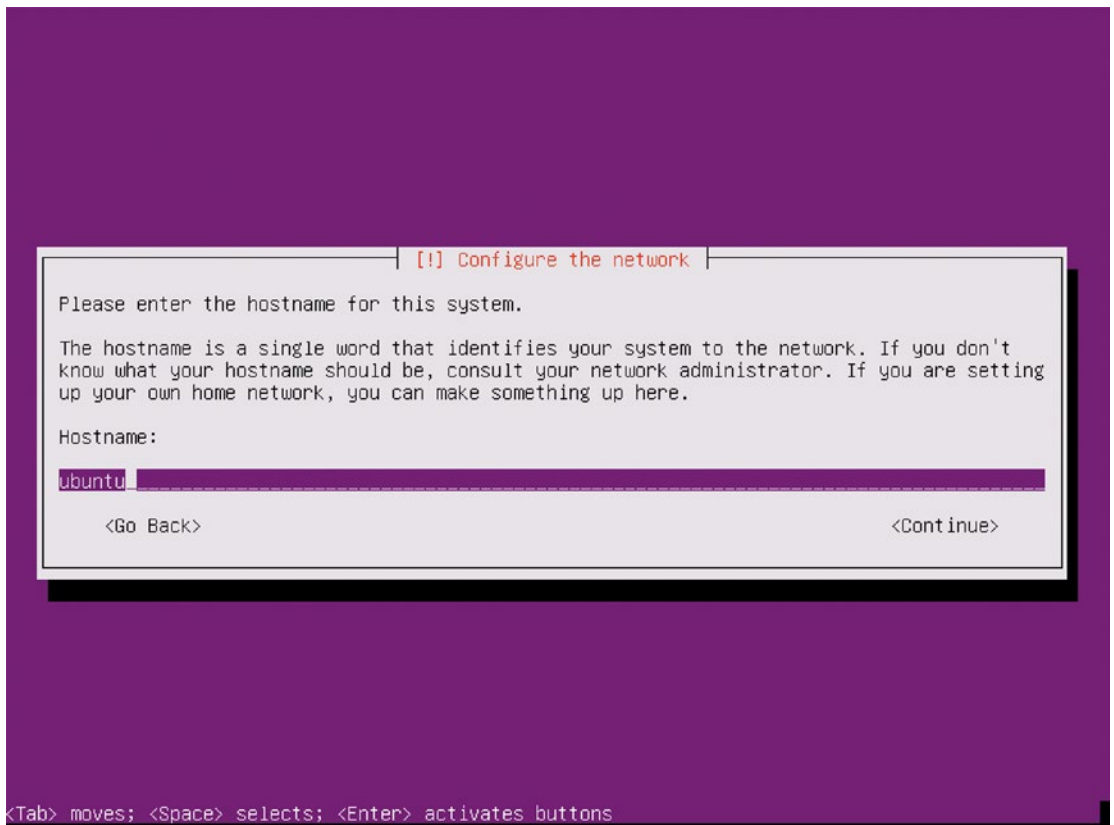 [!] Configure the network
Please enter the hostname for this system.
The hostname is a single word that identifies your system to the network. If you don't
know what your hostname should be, consult your network administrator. If you are setting
up your own home network, you can make something up here.
Hostname:
ubuntu
<Go Back> <Continue>
<Tab> moves; <Space> selects; <Enter> activates buttons